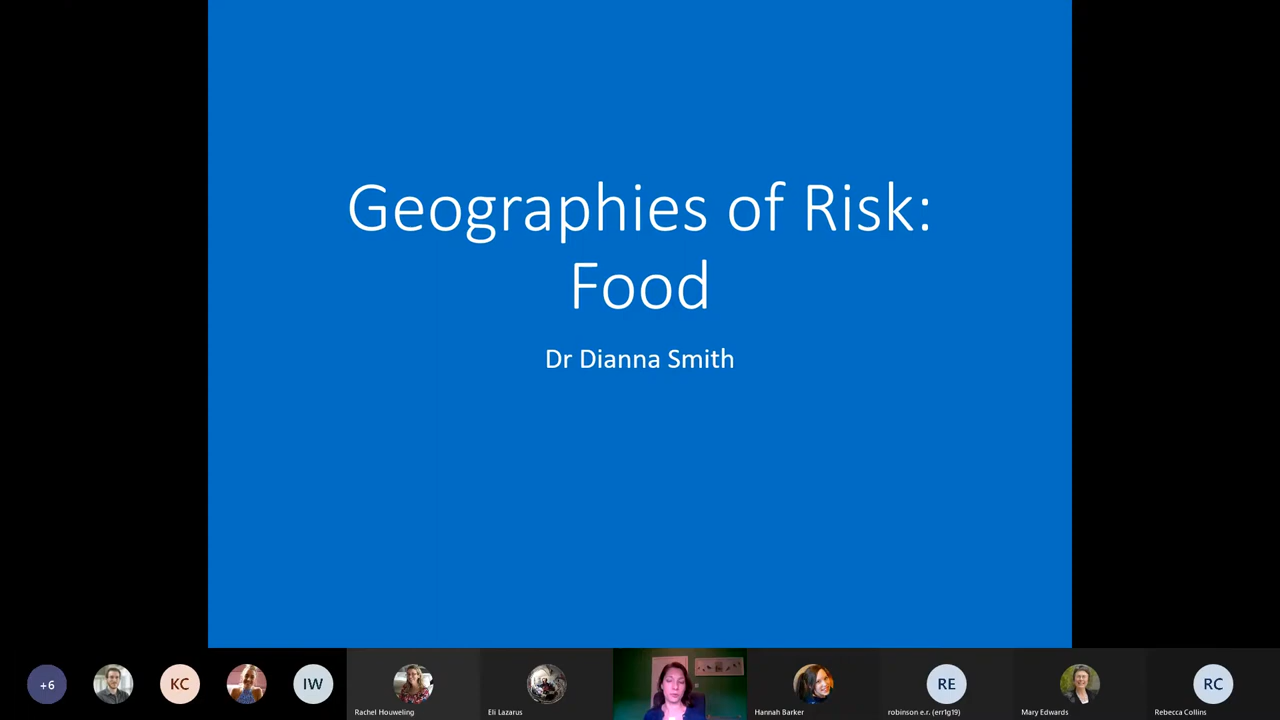 Geographies of Risk:
Food
Dr Dianna Smith
+6
KC
IW
Rachel Houweling
Eli Lazarus
Hannah Barker
RE
robinson e.r. (err1g19)
Mary Edwards
RC
Rebecca Collins